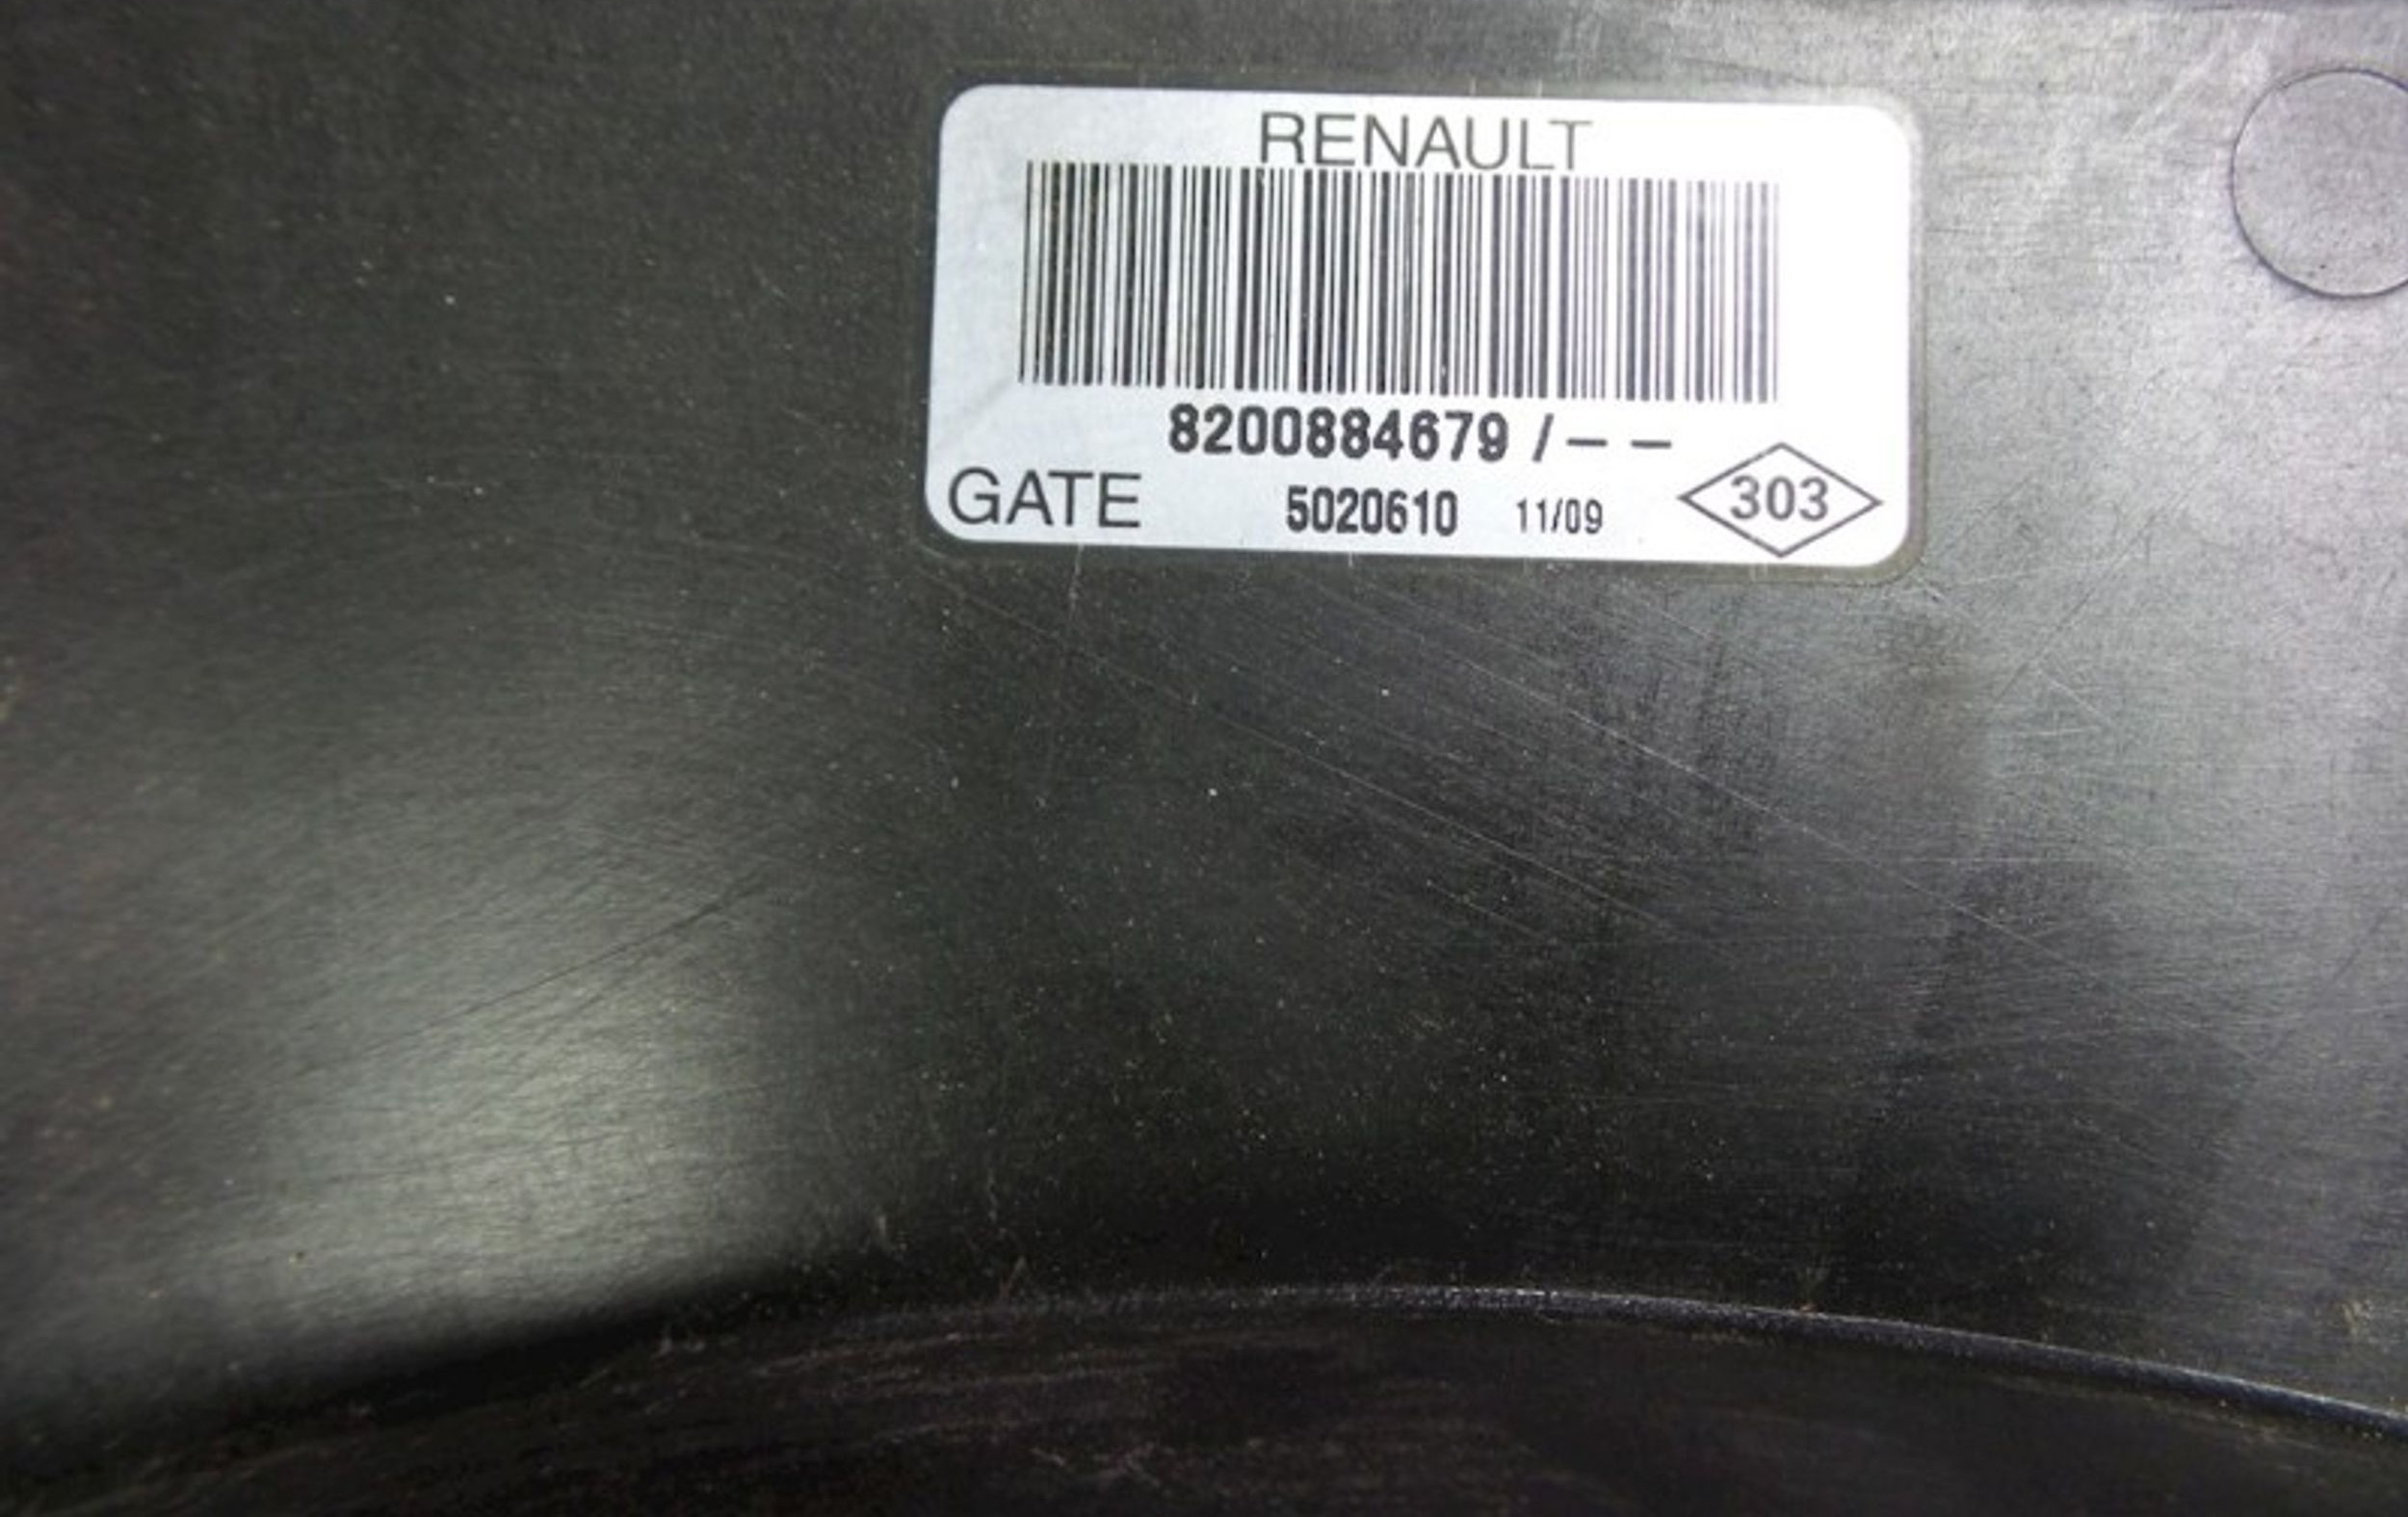 RENAULT
8200884679 / – –
GATE 5020610 11/09 303